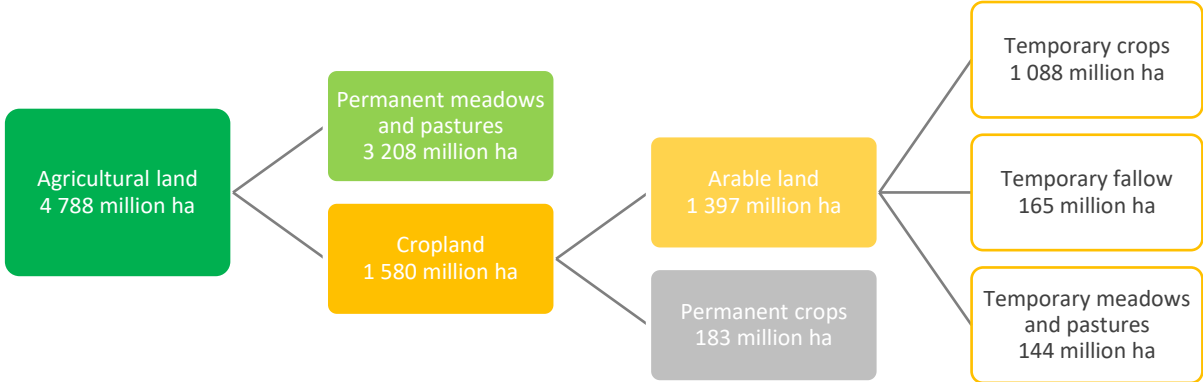 Agricultural land
4 788 million ha
Permanent meadows
and pastures
3 208 million ha
Cropland
1 580 million ha
Arable land
1 397 million ha
Permanent crops
183 million ha
Temporary crops
1 088 million ha
Temporary fallow
165 million ha
Temporary meadows
and pastures
144 million ha